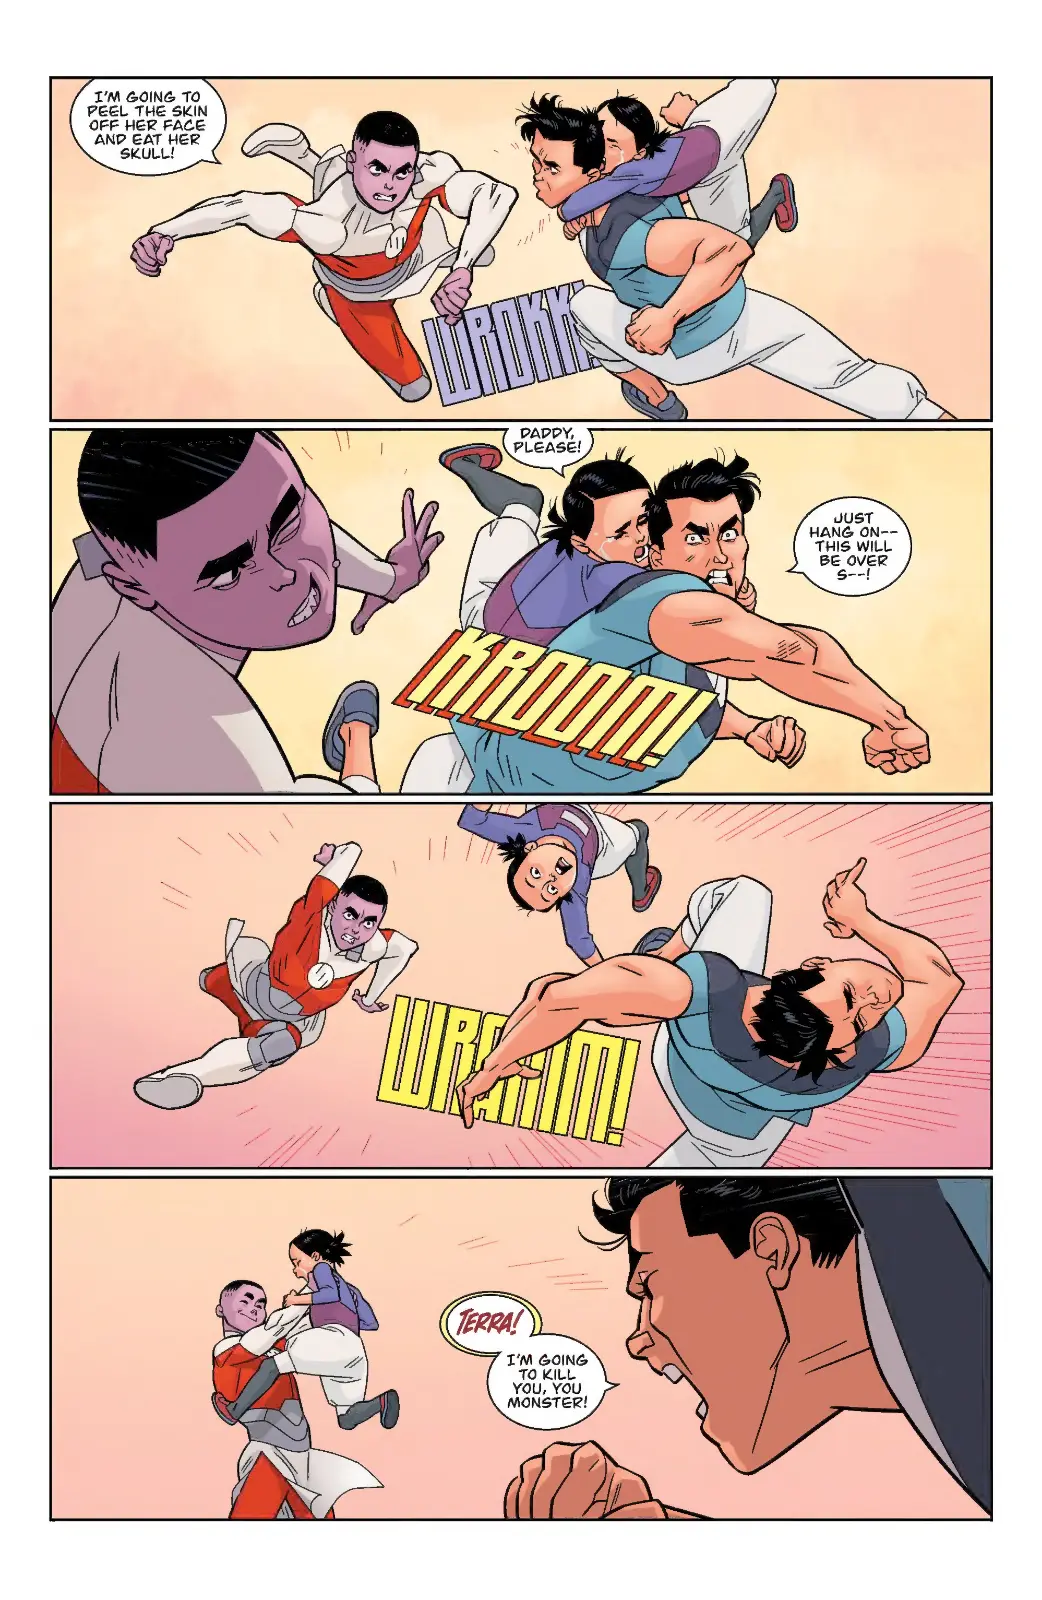 I'M GOING TO
PEEL THE SKIN
OFF HER FACE
AND EAT HER
SKULL!
WROKK!
DADDY,
PLEASE!
JUST
HANG ON--
THIS WILL
BE OVER
S--!
KROOM!
WRAMM!
TERRA!
I'M GOING
TO KILL
YOU, YOU
MONSTER!